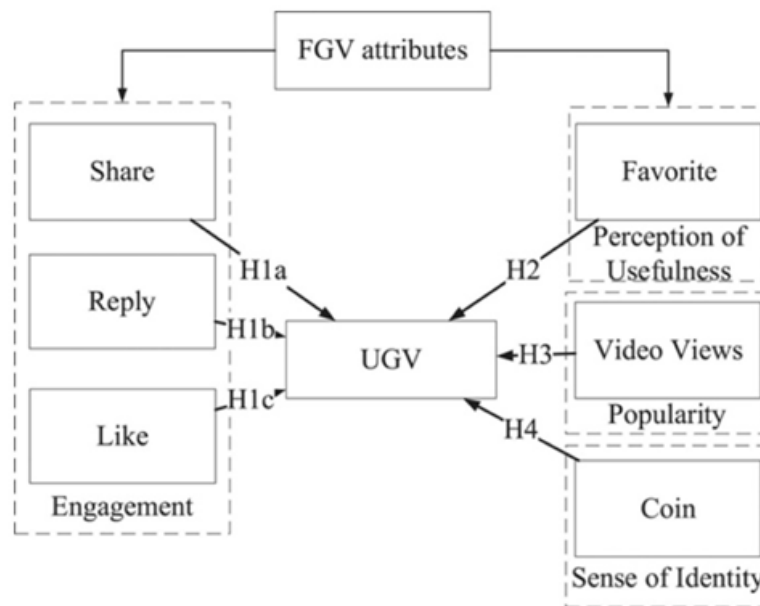 FGV attributes
Share
H1a
Reply
H1b
Like
H1c
Engagement
UGV
Favorite
Perception of
Usefulness
H2
Video Views
H3
Popularity
H4
Coin
Sense of Identity